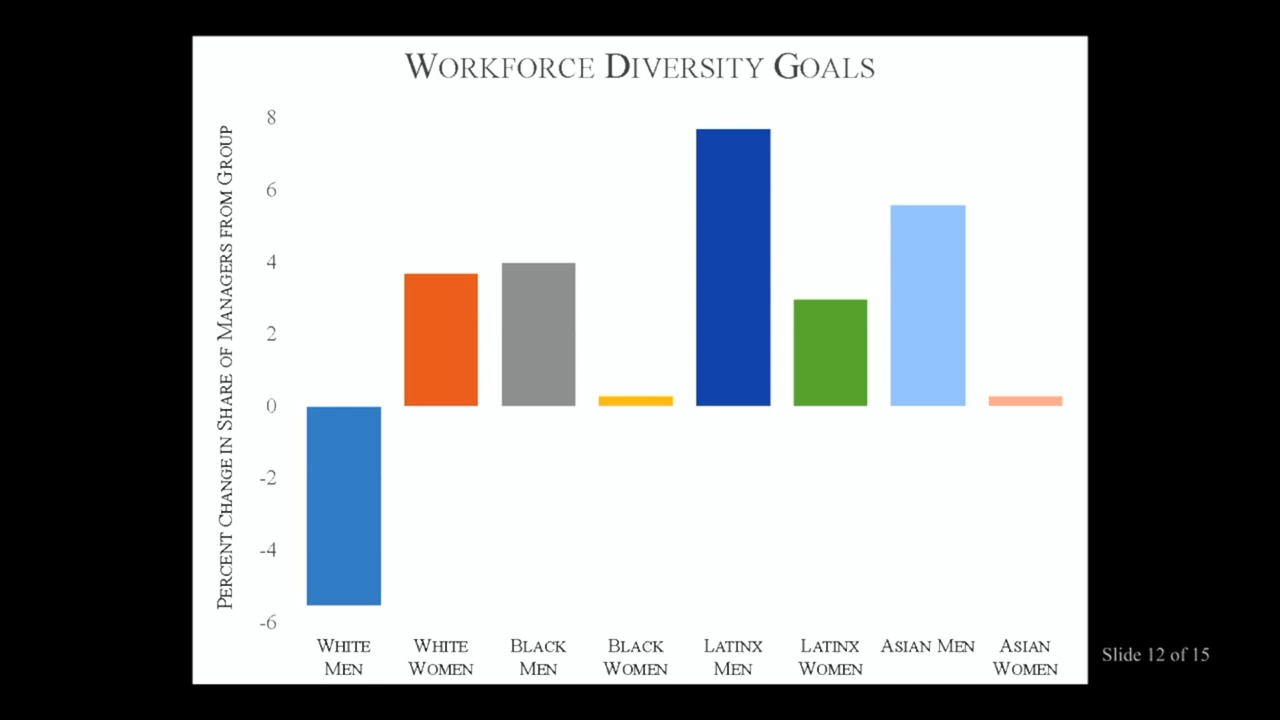 WORKFORCE DIVERSITY GOALS
PERCENT CHANGE IN SHARE OF MANAGERS FROM GROUP
8
6
4
2
0
-2
-4
-6
WHITE MEN
WHITE WOMEN
BLACK MEN
BLACK WOMEN
LATINX MEN
LATINX WOMEN
ASIAN MEN
ASIAN WOMEN
Slide 12 of 15